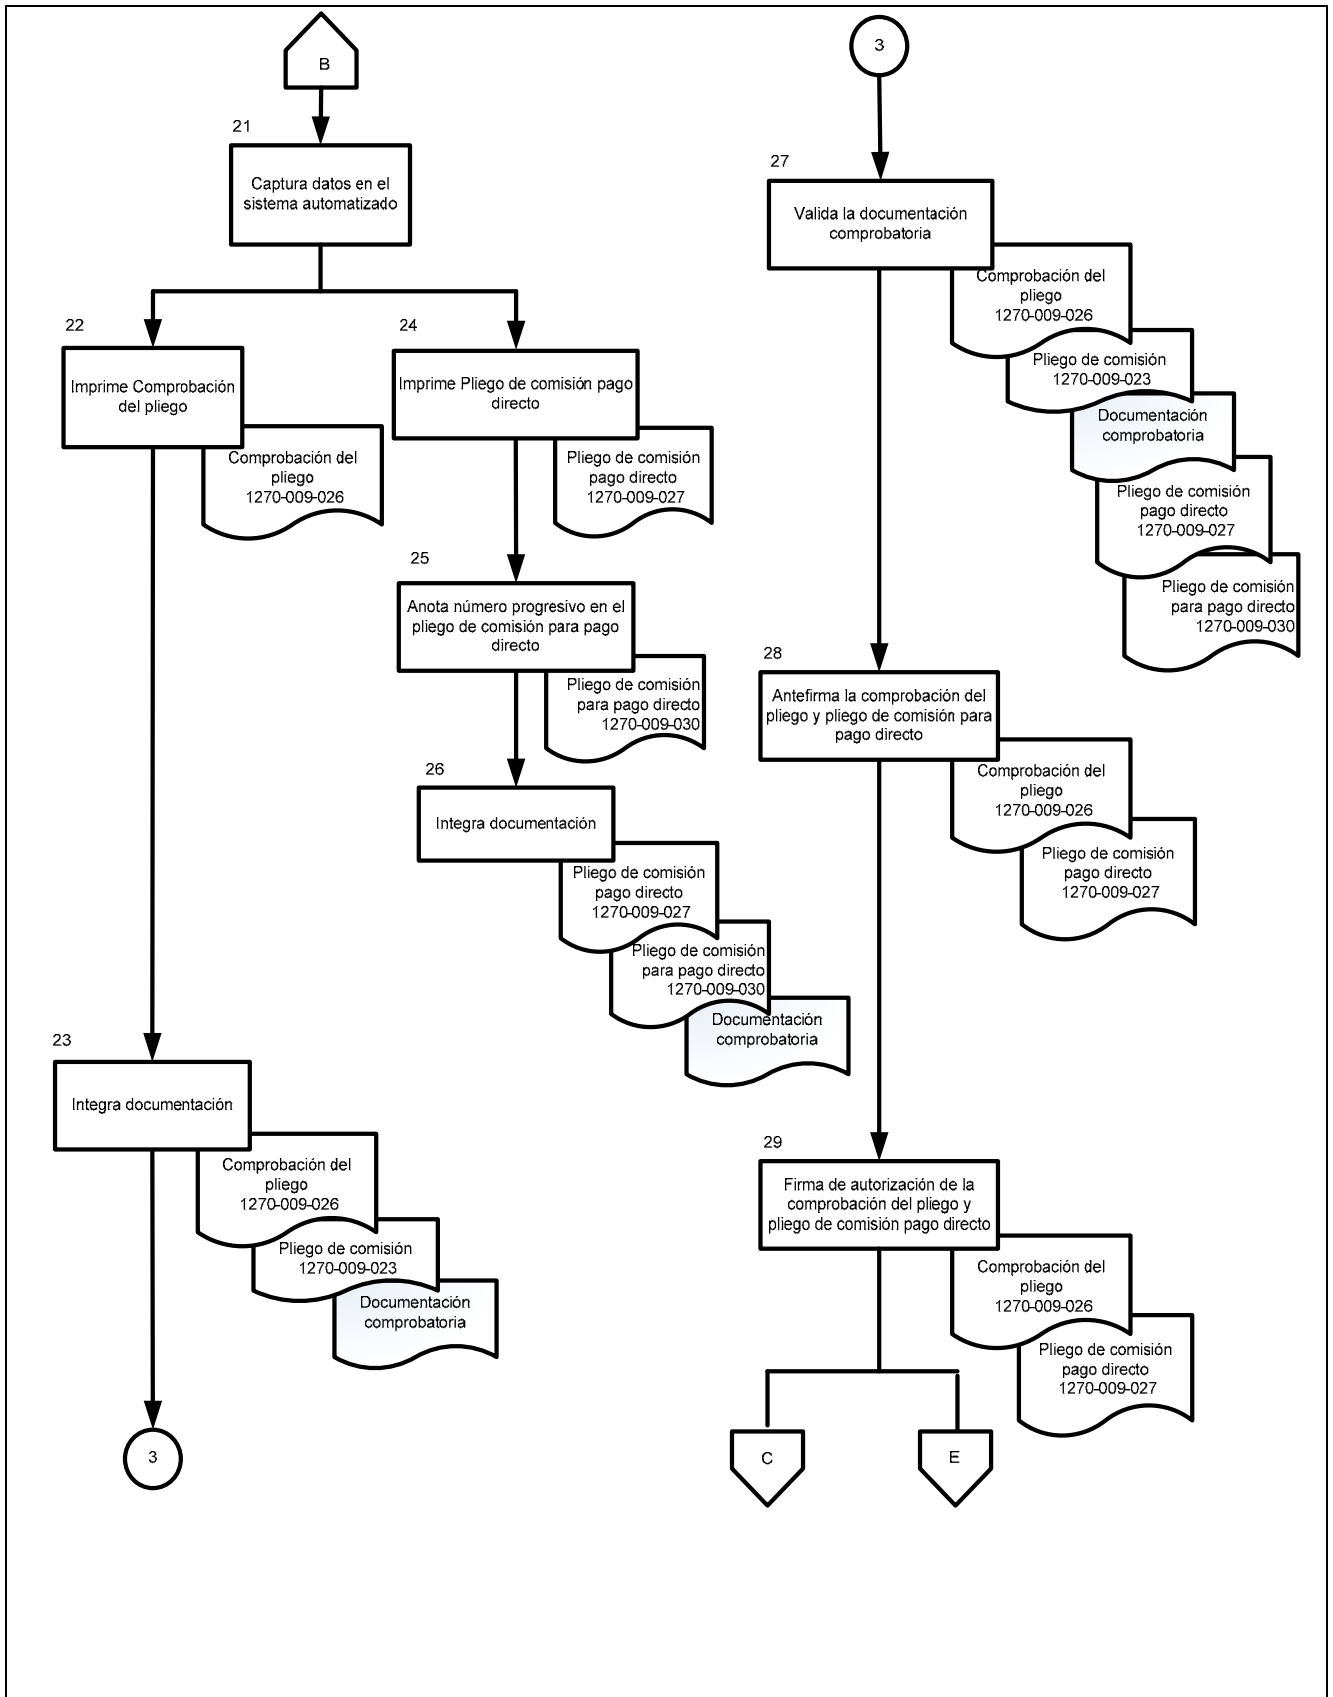 B
21
Captura datos en el
sistema automatizado
22
Imprime Comprobación
del pliego
Comprobación del
pliego
1270-009-026
24
Imprime Pliego de comisión pago
directo
Pliego de comisión
pago directo
1270-009-027
25
Anota número progresivo en el
pliego de comisión para pago
directo
Pliego de comisión
para pago directo
1270-009-030
26
Integra documentación
Pliego de comisión
pago directo
1270-009-027
Pliego de comisión
para pago directo
1270-009-030
Documentación
comprobatoria
23
Integra documentación
Comprobación del
pliego
1270-009-026
Pliego de comisión
1270-009-023
Documentación
comprobatoria
3
3
27
Valida la documentación
comprobatoria
Comprobación del
pliego
1270-009-026
Pliego de comisión
1270-009-023
Documentación
comprobatoria
Pliego de comisión
pago directo
1270-009-027
Pliego de comisión
para pago directo
1270-009-030
28
Antefirma la comprobación del
pliego y pliego de comisión para
pago directo
Comprobación del
pliego
1270-009-026
Pliego de comisión
pago directo
1270-009-027
29
Firma de autorización de la
comprobación del pliego y
pliego de comisión pago directo
Comprobación del
pliego
1270-009-026
Pliego de comisión
pago directo
1270-009-027
C
E